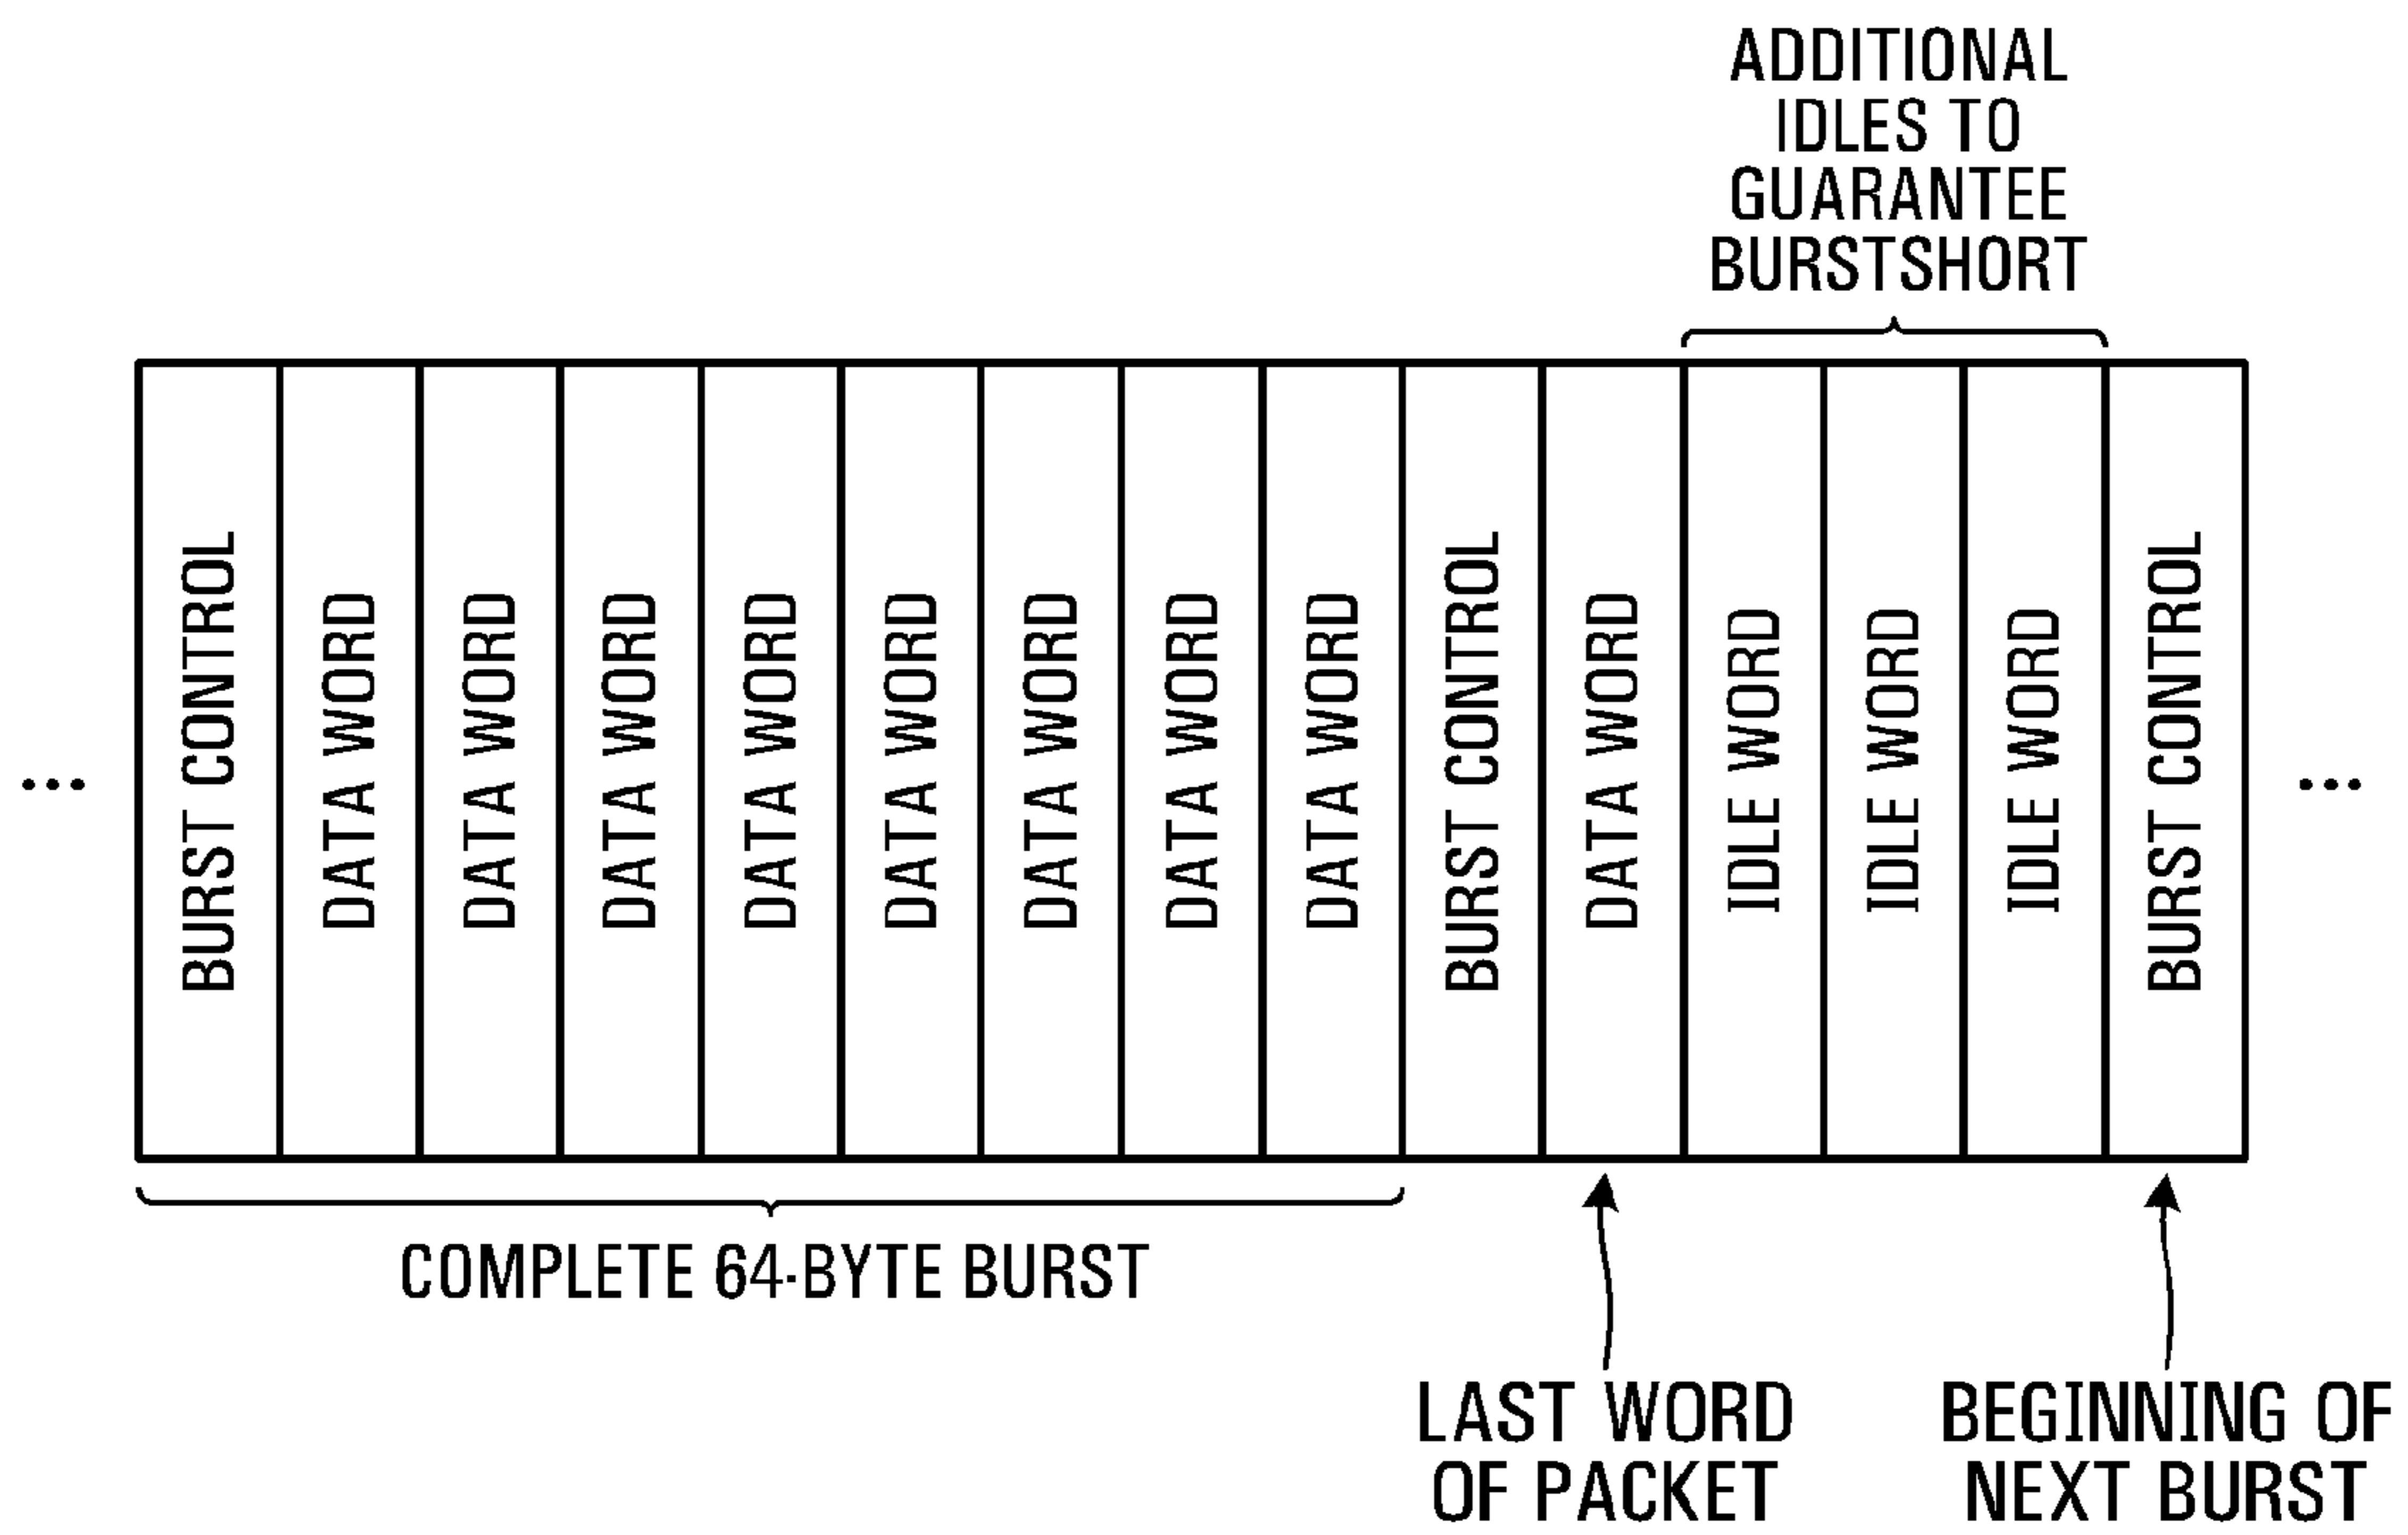 ADDITIONAL
IDLES TO
GUARANTEE
BURSTSHORT
...
BURST CONTROL
DATA WORD
DATA WORD
DATA WORD
DATA WORD
DATA WORD
DATA WORD
DATA WORD
DATA WORD
BURST CONTROL
DATA WORD
IDLE WORD
IDLE WORD
IDLE WORD
BURST CONTROL
...
COMPLETE 64-BYTE BURST
LAST WORD
OF PACKET
BEGINNING OF
NEXT BURST